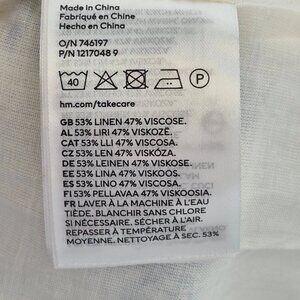 Made in China
Fabriqué en Chine
Hecho en China
O/N 746197
P/N 1217048 9
40
P
hm.com/takecare
GB 53% LINEN 47% VISCOSE.
AL 53% LIRI 47% VISKOZË.
CAT 53% LLI 47% VISCOSA.
CZ 53% LEN 47% VISKÓZA.
DE 53% LEINEN 47% VISKOSE.
EE 53% LINA 47% VISKOOS.
ES 53% LINO 47% VISCOSA.
FI 53% PELLAVAA 47% VISKOOSIA.
FR LAVER À LA MACHINE À L'EAU
TIÈDE. BLANCHIR SANS CHLORE
SI NÉCESSAIRE. SÉCHER À L'AIR.
REPASSER À TEMPÉRATURE
MOYENNE. NETTOYAGE À SEC. 53%